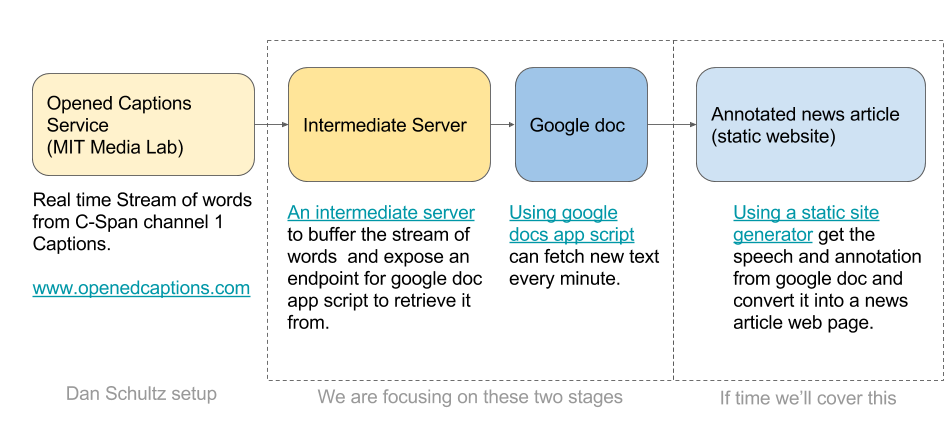 Opened Captions
Service
(MIT Media Lab)
Intermediate Server
Google doc
Annotated news article
(static website)
Real time Stream of words
from C-Span channel 1
Captions.
www.openedcaptions.com
An intermediate server
to buffer the stream of
words and expose an
endpoint for google doc
app script to retrieve it
from.
Using google
docs app script
can fetch new text
every minute.
Using a static site
generator get the
speech and annotation
from google doc and
convert it into a news
article web page.
Dan Schultz setup
We are focusing on these two stages
If time we’ll cover this